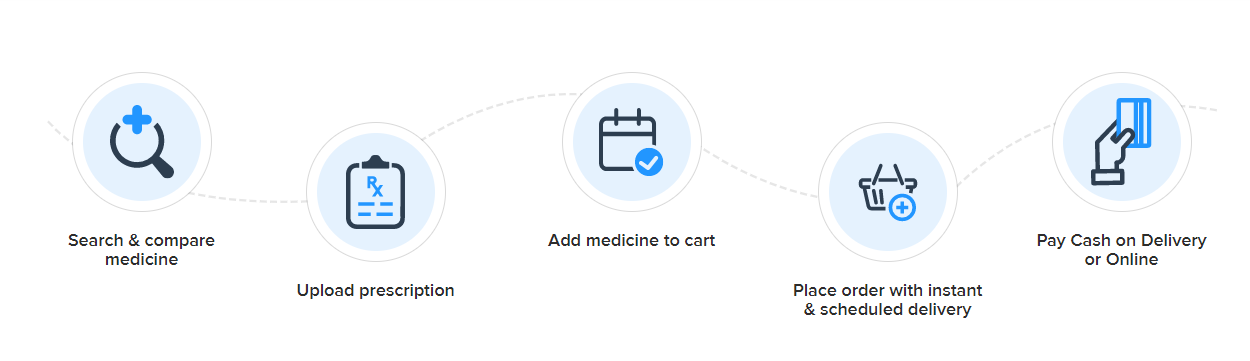 Search & compare
medicine
Rx
Upload prescription
Add medicine to cart
Place order with instant
& scheduled delivery
Pay Cash on Delivery
or Online